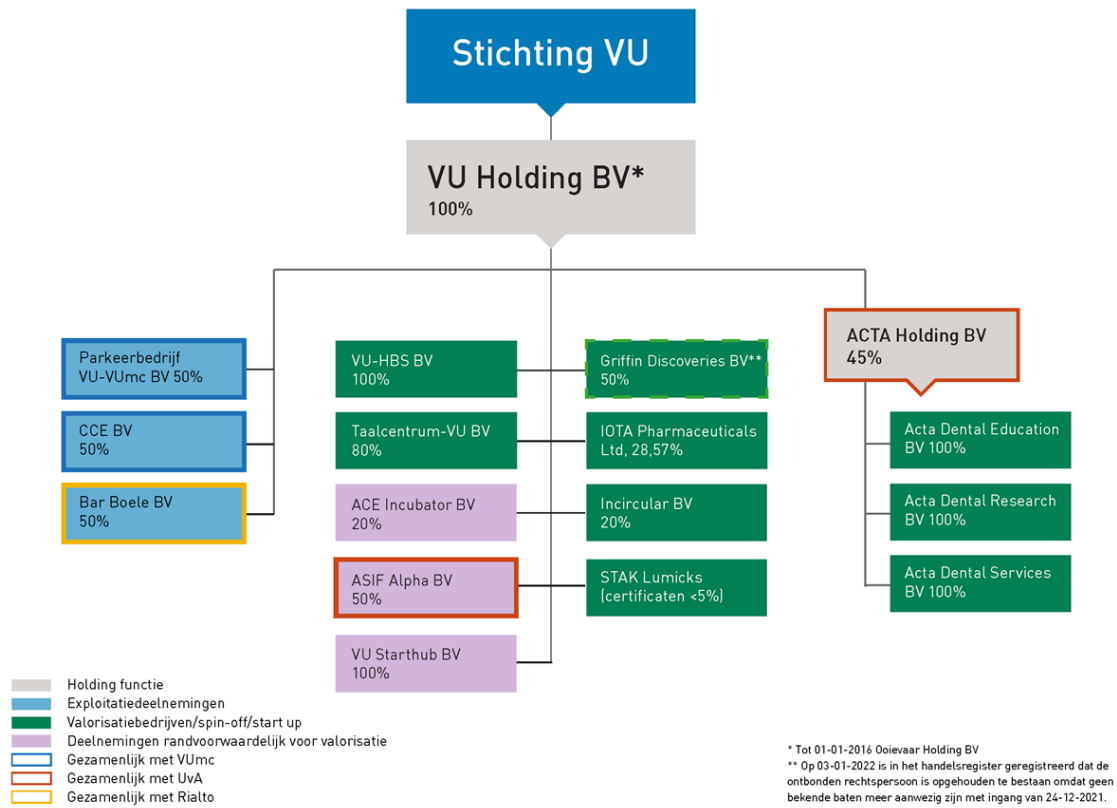 Stichting VU
VU Holding BV*
100%
Parkeerbedrijf
VU-VUmc BV 50%
CCE BV
50%
Bar Boele BV
50%
VU-HBS BV
100%
Taalcentrum-VU BV
80%
ACE Incubator BV
20%
ASIF Alpha BV
50%
VU Starthub BV
100%
Griffin Discoveries BV**
50%
IOTA Pharmaceuticals
Ltd, 28,57%
Incircular BV
20%
STAK Lumicks
(certificaten <5%)
ACTA Holding BV
45%
Acta Dental Education
BV 100%
Acta Dental Research
BV 100%
Acta Dental Services
BV 100%
Holding functie
Exploitatiedeelnemingen
Valorisatiebedrijven/spin-off/start up
Deelnemingen randvoorwaardelijk voor valorisatie
Gezamenlijk met VUmc
Gezamenlijk met UvA
Gezamenlijk met Rialto
* Tot 01-01-2016 Ooievaar Holding BV
** Op 03-01-2022 is in het handelsregister geregistreerd dat de
ontbonden rechtspersoon is opgehouden te bestaan omdat geen
bekende baten meer aanwezig zijn met ingang van 24-12-2021.